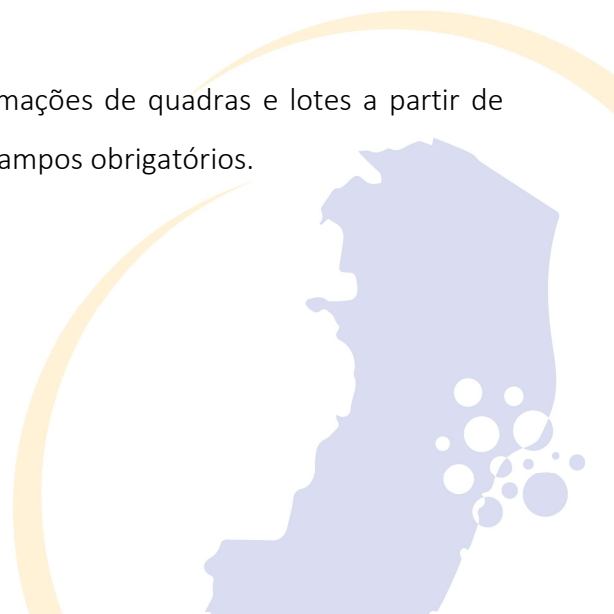 mações de quadras e lotes a partir de
ampos obrigatórios.